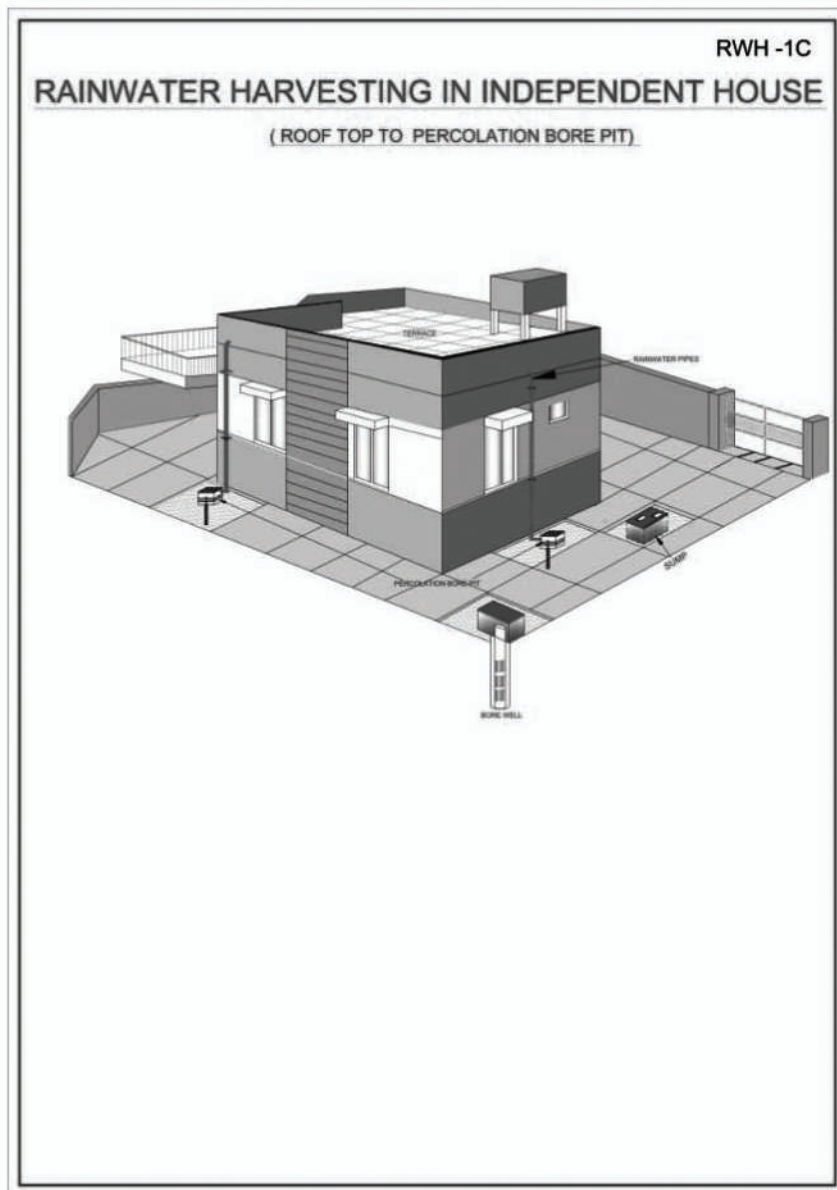 RWH -1C
RAINWATER HARVESTING IN INDEPENDENT HOUSE
( ROOF TOP TO PERCOLATION BORE PIT)
TERRACE
RAINWATER PIPES
SUMP
PERCOLATION BORE PIT
BORE WELL